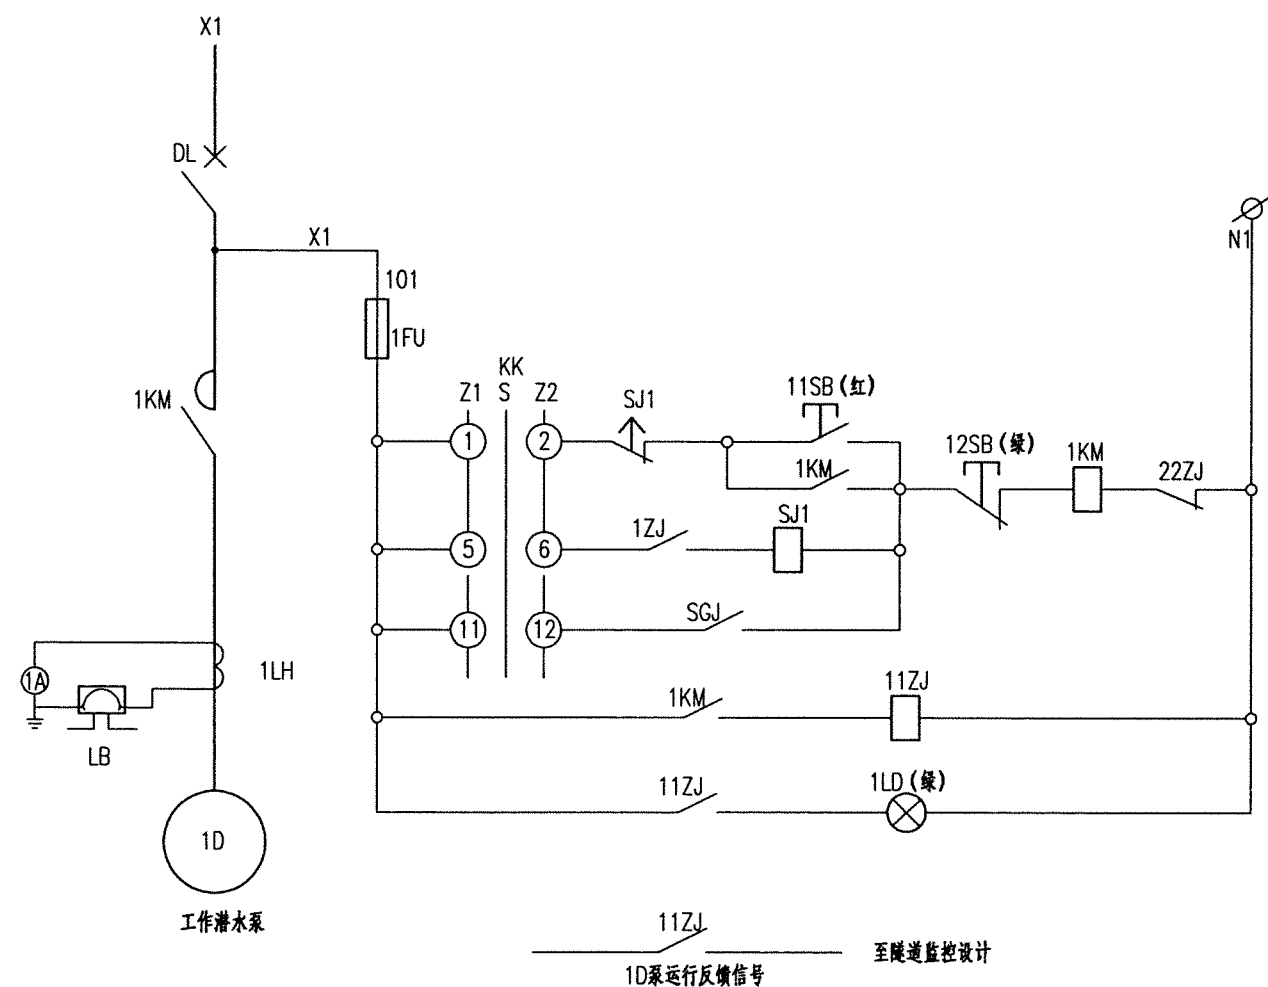 X1
DL
X1
N1
101
1FU
1KM
KK
Z1 S Z2
SJ1
11SB(红)
1 2
12SB(绿)
1KM
1KM
22ZJ
1ZJ
SJ1
5 6
SGJ
11 12
1LH
1A
LB
1KM
11ZJ
11ZJ
1LD(绿)
1D
工作潜水泵
11ZJ
至隧道监控设计
1D泵运行反馈信号